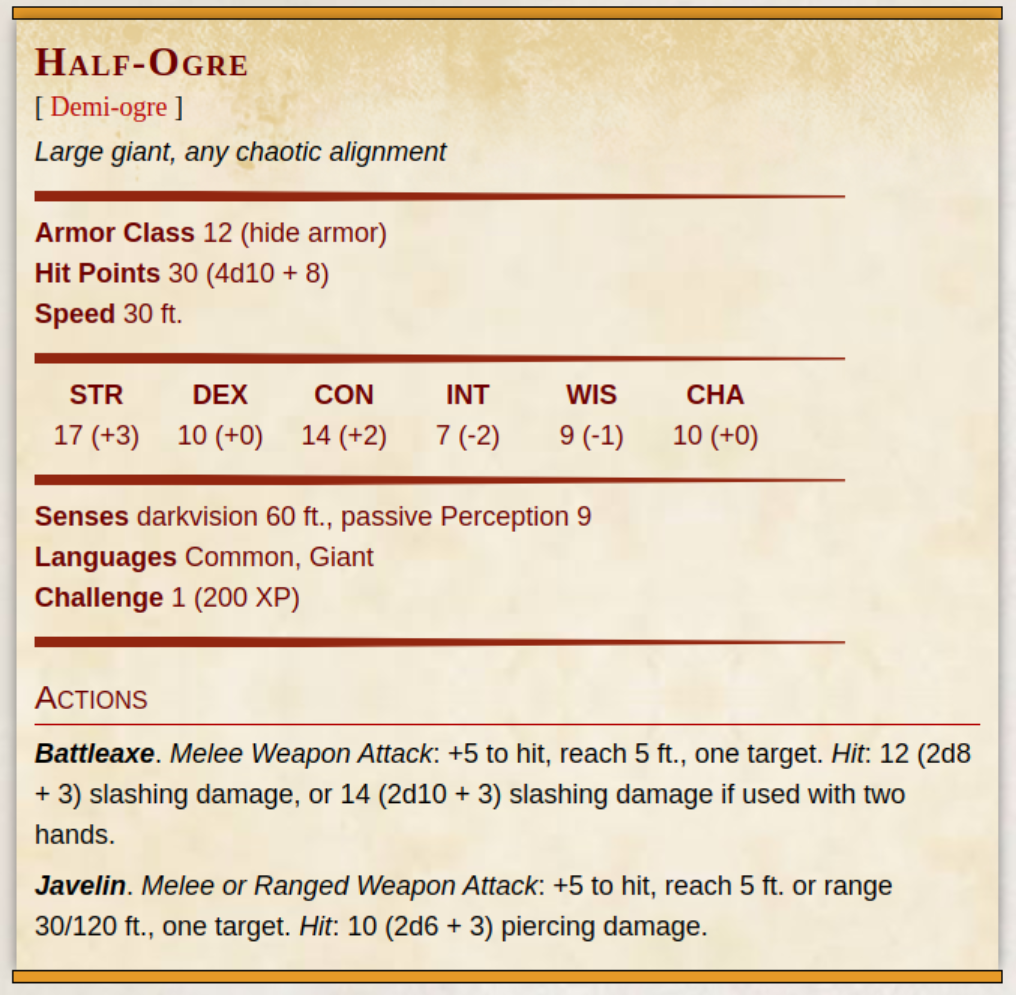 Half-Ogre
[ Demi-ogre ]
Large giant, any chaotic alignment
Armor Class 12 (hide armor)
Hit Points 30 (4d10 + 8)
Speed 30 ft.
STR DEX CON INT WIS CHA
17 (+3) 10 (+0) 14 (+2) 7 (-2) 9 (-1) 10 (+0)
Senses darkvision 60 ft., passive Perception 9
Languages Common, Giant
Challenge 1 (200 XP)
Actions
Battleaxe. Melee Weapon Attack: +5 to hit, reach 5 ft., one target. Hit: 12 (2d8
+ 3) slashing damage, or 14 (2d10 + 3) slashing damage if used with two
hands.
Javelin. Melee or Ranged Weapon Attack: +5 to hit, reach 5 ft. or range
30/120 ft., one target. Hit: 10 (2d6 + 3) piercing damage.